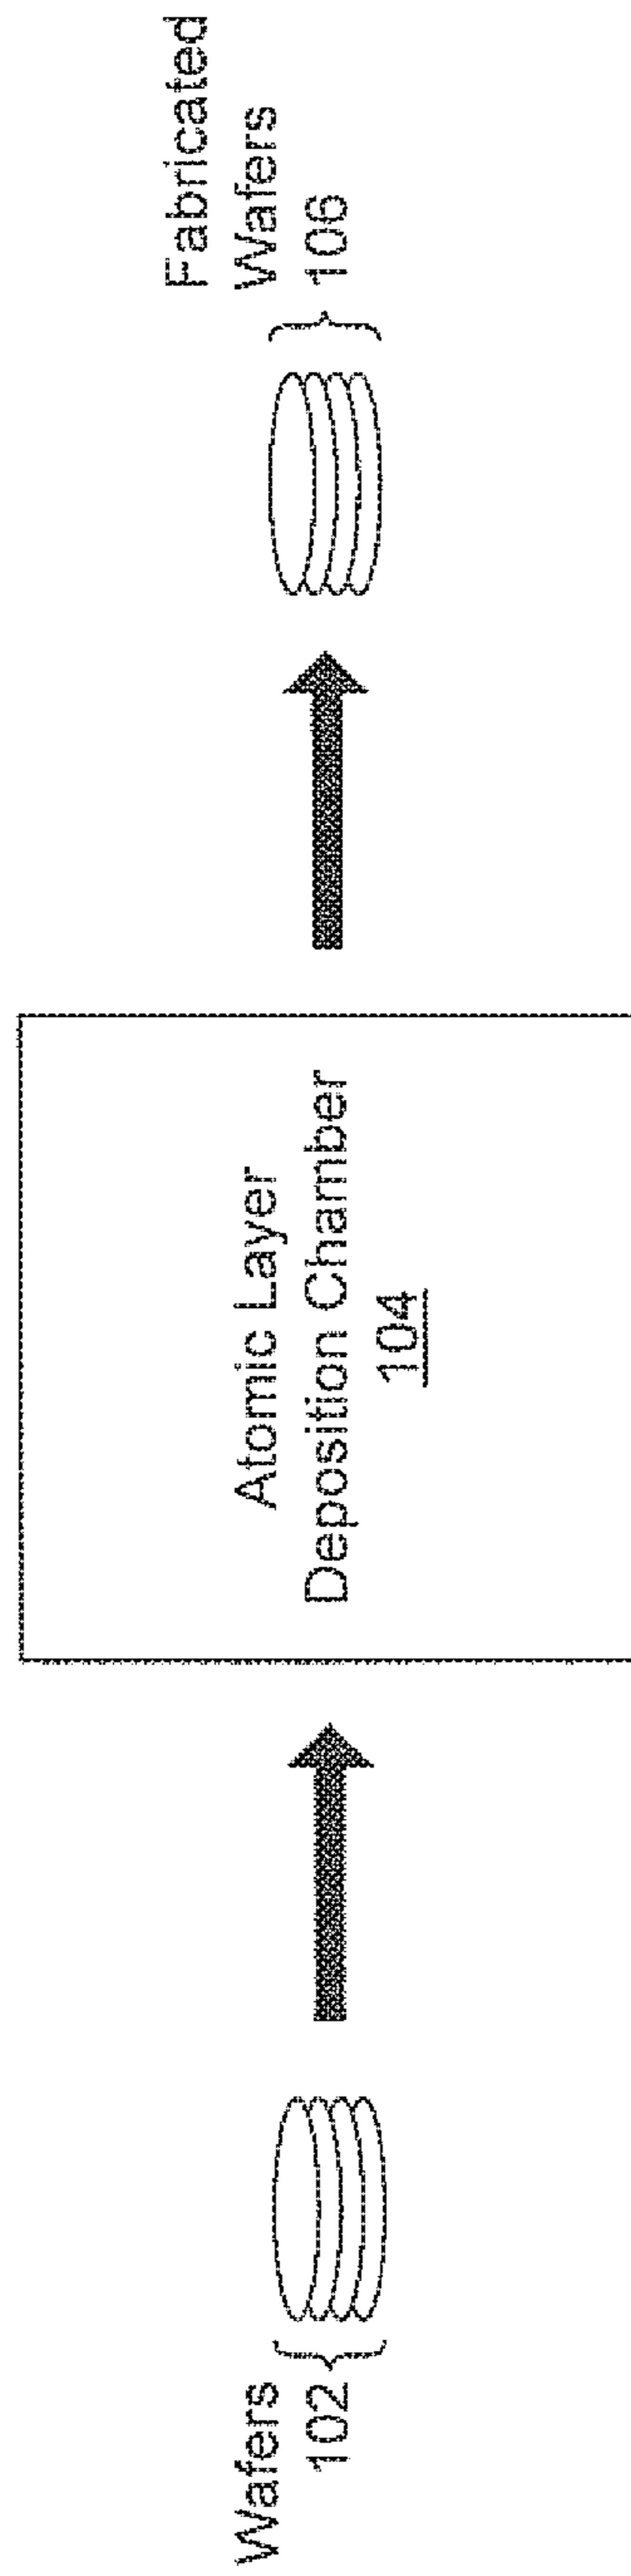 Wafers
102
Atomic Layer
Deposition Chamber
104
Fabricated
Wafers
106